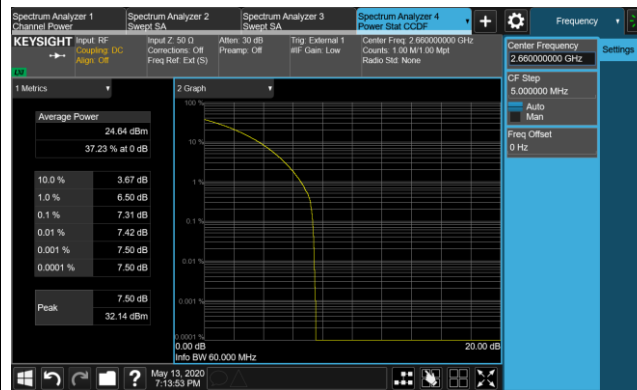 Spectrum Analyzer 1
Channel Power
Spectrum Analyzer 2
Swept SA
Spectrum Analyzer 3
Swept SA
Spectrum Analyzer 4
Power Stat CCDF
Frequency
KEYSIGHT
Input: RF
Coupling: DC
Align: Off
Input Z: 50 Ω
Corrections: Off
Freq Ref: Ext (S)
Atten: 30 dB
Preamp: Off
Trig: External 1
#IF Gain: Low
Center Freq: 2.660000000 GHz
Counts: 1.00 M/1.00 Mpt
Radio Std: None
Center Frequency
2.660000000 GHz
Settings
CF Step
5.000000 MHz
Auto
Man
Freq Offset
0 Hz
1 Metrics
Average Power
24.64 dBm
37.23 % at 0 dB
10.0 % 3.67 dB
1.0 % 6.50 dB
0.1 % 7.31 dB
0.01 % 7.42 dB
0.001 % 7.50 dB
0.0001 % 7.50 dB
Peak
7.50 dB
32.14 dBm
2 Graph
100 %
10 %
1 %
0.1 %
0.01 %
0.001 %
0.0001 %
0.00 dB
20.00 dB
Info BW 60.000 MHz
?
May 13, 2020
7:13:53 PM